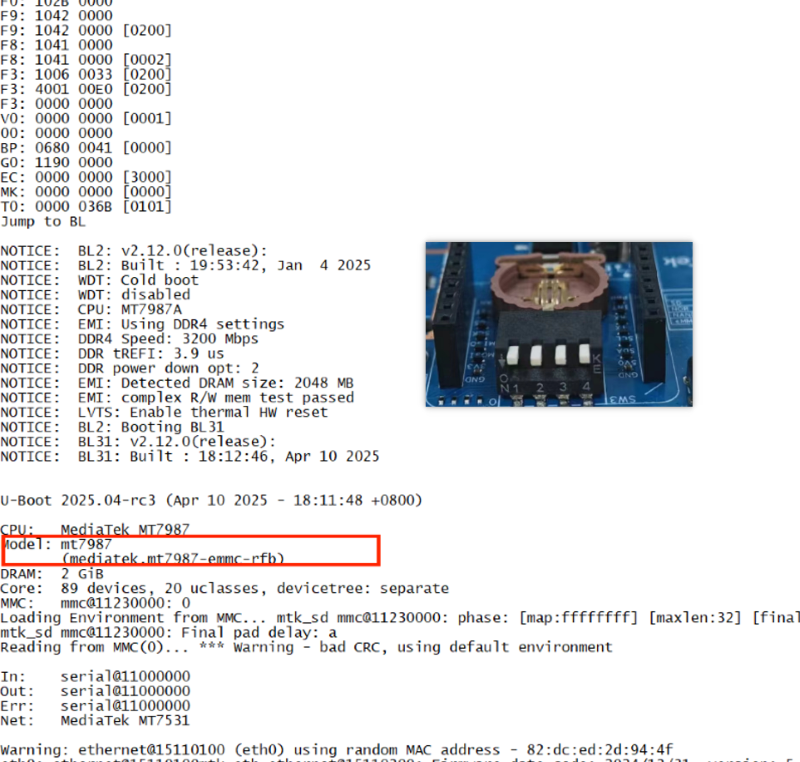 F0: 102B 0000
F9: 1042 0000
F9: 1042 0000 [0200]
F8: 1041 0000
F8: 1041 0000 [0002]
F3: 1006 0033 [0200]
F3: 4001 00E0 [0200]
F3: 0000 0000
V0: 0000 0000 [0001]
00: 0000 0000
BP: 0680 0041 [0000]
G0: 1190 0000
EC: 0000 0000 [3000]
MK: 0000 0000 [0000]
T0: 0000 036B [0101]
Jump to BL
NOTICE:  BL2: v2.12.0(release):
NOTICE:  BL2: Built : 19:53:42, Jan  4 2025
NOTICE:  WDT: Cold boot
NOTICE:  WDT: disabled
NOTICE:  CPU: MT7987A
NOTICE:  EMI: Using DDR4 settings
NOTICE:  DDR4 Speed: 3200 Mbps
NOTICE:  DDR tREFI: 3.9 us
NOTICE:  DDR power down opt: 2
NOTICE:  EMI: Detected DRAM size: 2048 MB
NOTICE:  EMI: complex R/W mem test passed
NOTICE:  LVTS: Enable thermal HW reset
NOTICE:  BL2: Booting BL31
NOTICE:  BL31: v2.12.0(release):
NOTICE:  BL31: Built : 18:12:46, Apr 10 2025
GND
ON
KE
1 2 3 4
SW31
GND
U-Boot 2025.04-rc3 (Apr 10 2025 - 18:11:48 +0800)
CPU:   MediaTek MT7987
Model: mt7987
(mediatek,mt7987-emmc-rfb)
DRAM:  2 GiB
Core:  89 devices, 20 uclasses, devicetree: separate
MMC:   mmc@11230000: 0
Loading Environment from MMC... mtk_sd mmc@11230000: phase: [map:ffffffff] [maxlen:32] [final
mtk_sd mmc@11230000: Final pad delay: a
Reading from MMC(0)... *** Warning - bad CRC, using default environment
In:    serial@11000000
Out:   serial@11000000
Err:   serial@11000000
Net:   MediaTek MT7531
Warning: ethernet@15110100 (eth0) using random MAC address - 82:dc:ed:2d:94:4f